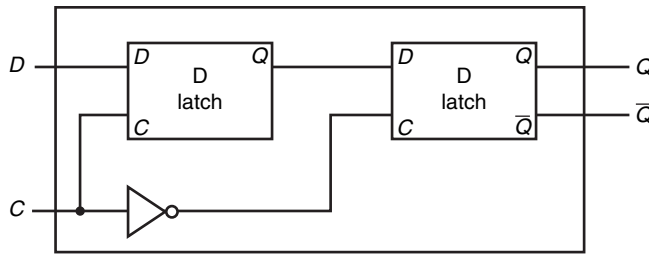 D D Q D Q Q
D
latch
D
latch
C C Q̅ Q̅
C